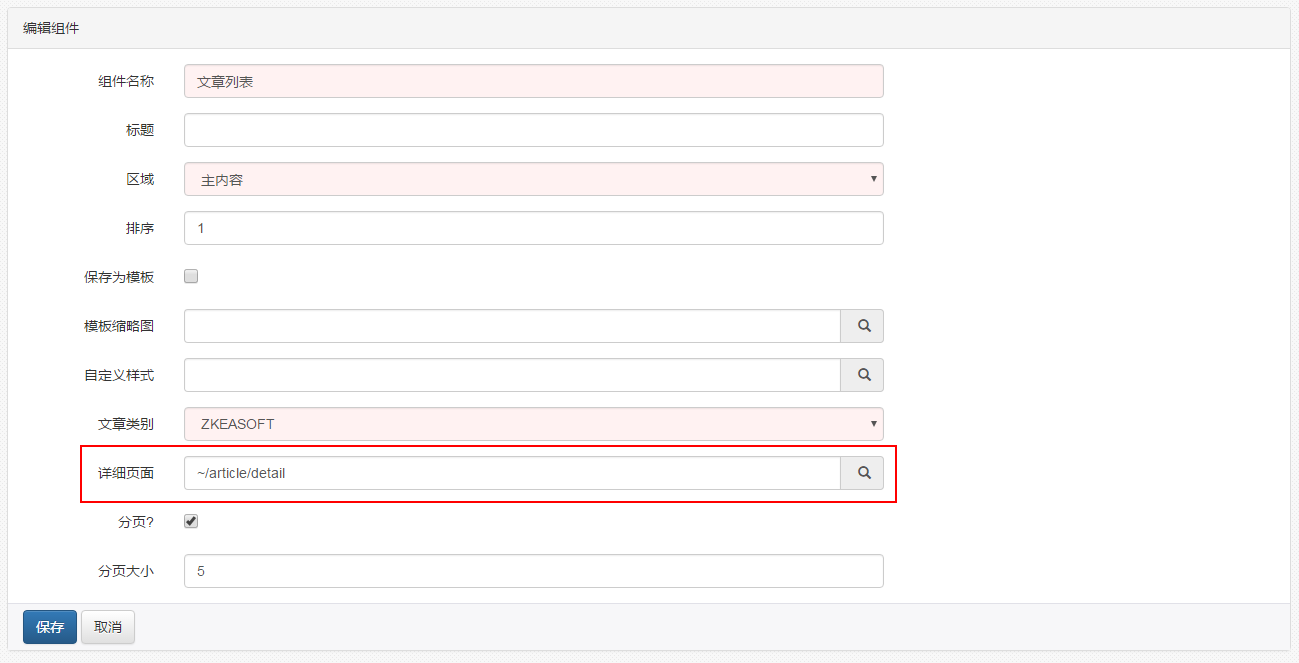 编辑组件
组件名称 文章列表
标题
区域 主内容
排序 1
保存为模板
模板缩略图
自定义样式
文章类别 ZKEASOFT
详细页面 ~/article/detail
分页?
分页大小 5
保存 取消